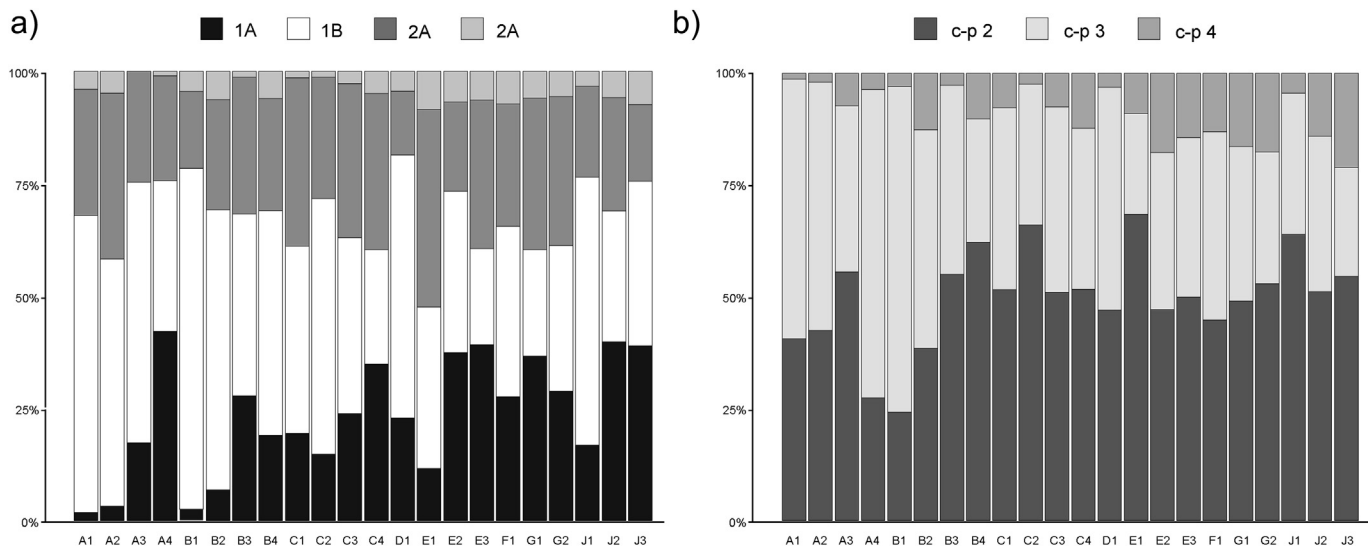 a)
1A 1B 2A 2A
100%
75%
50%
25%
0%
A1 A2 A3 A4 B1 B2 B3 B4 C1 C2 C3 C4 D1 E1 E2 E3 F1 G1 G2 J1 J2 J3
b)
c-p 2 c-p 3 c-p 4
100%
75%
50%
25%
0%
A1 A2 A3 A4 B1 B2 B3 B4 C1 C2 C3 C4 D1 E1 E2 E3 F1 G1 G2 J1 J2 J3